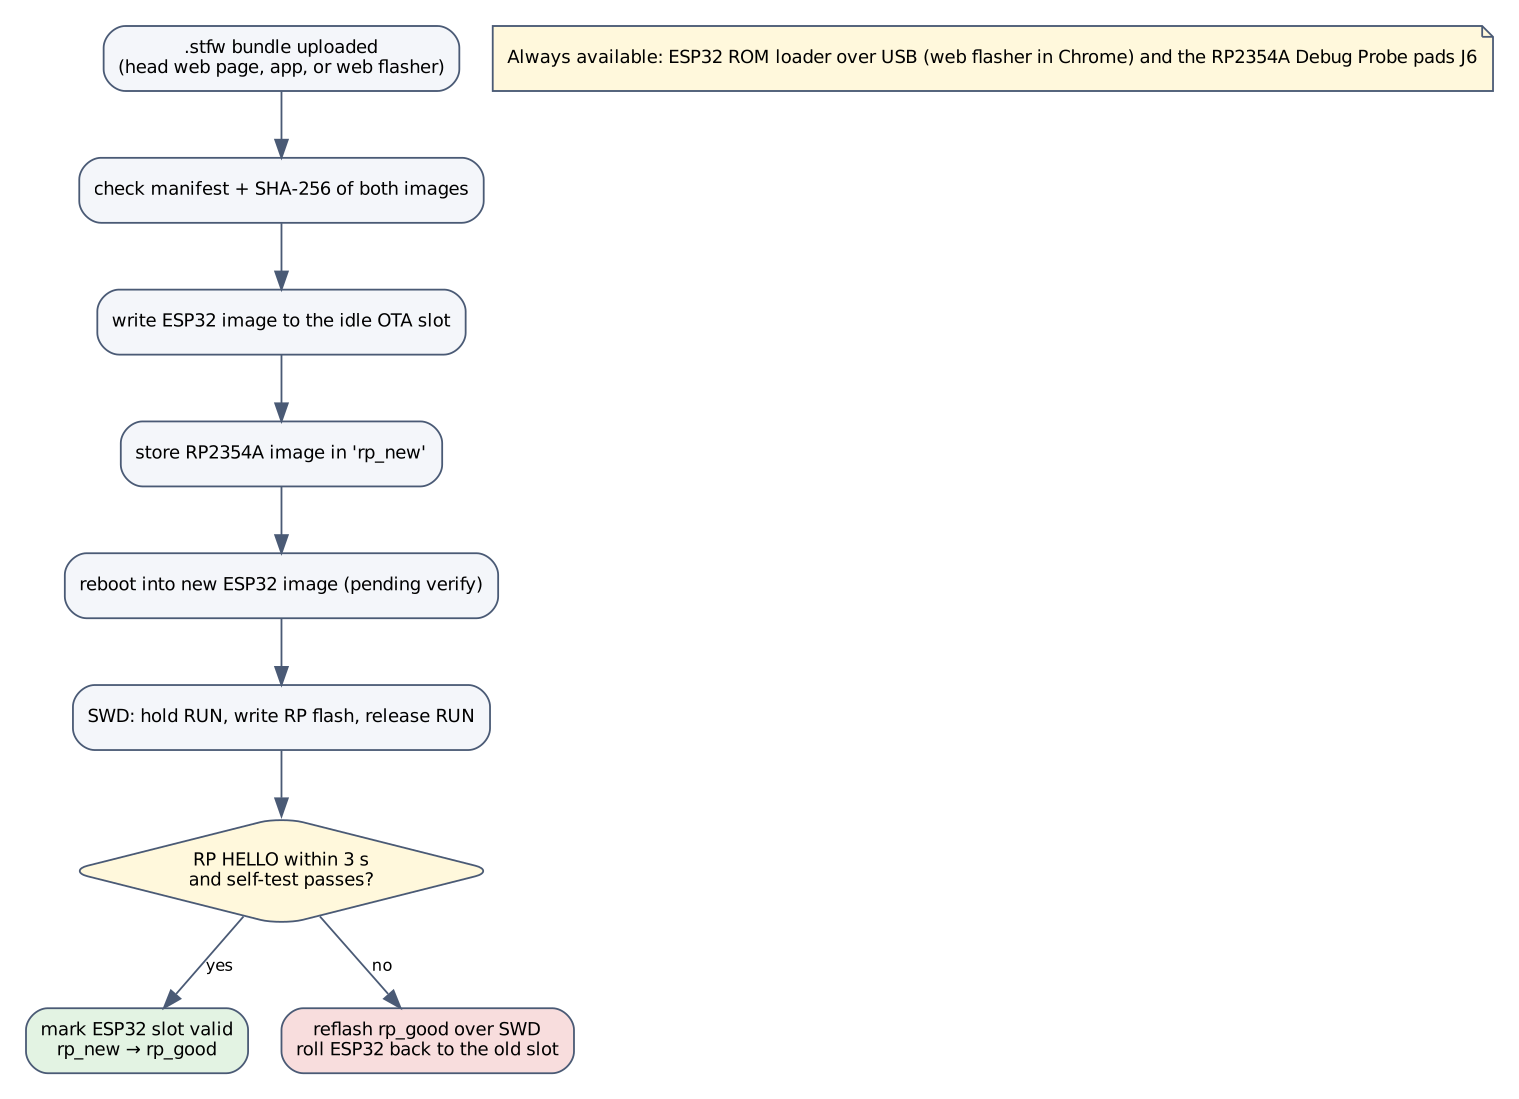 .stfw bundle uploaded
(head web page, app, or web flasher)
Always available: ESP32 ROM loader over USB (web flasher in Chrome) and the RP2354A Debug Probe pads J6
check manifest + SHA-256 of both images
write ESP32 image to the idle OTA slot
store RP2354A image in 'rp_new'
reboot into new ESP32 image (pending verify)
SWD: hold RUN, write RP flash, release RUN
RP HELLO within 3 s
and self-test passes?
yes
no
mark ESP32 slot valid
rp_new → rp_good
reflash rp_good over SWD
roll ESP32 back to the old slot